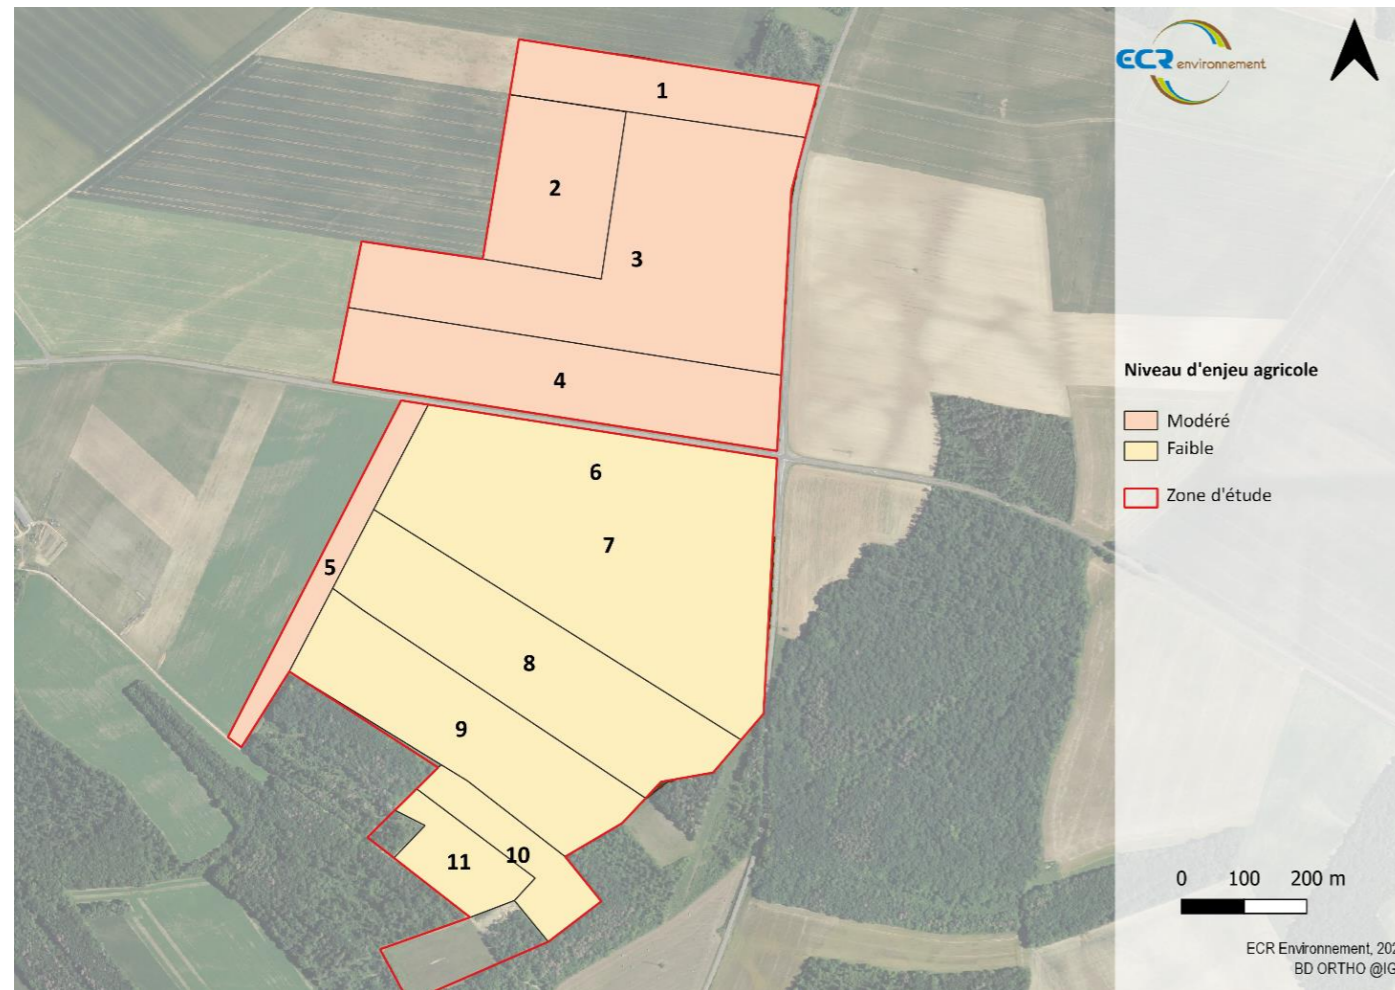 ECR environnement
1
2
3
4
5
6
7
8
9
10
11
Niveau d'enjeu agricole
Modéré
Faible
Zone d'étude
0 100 200 m
ECR Environnement, 202
BD ORTHO @IG